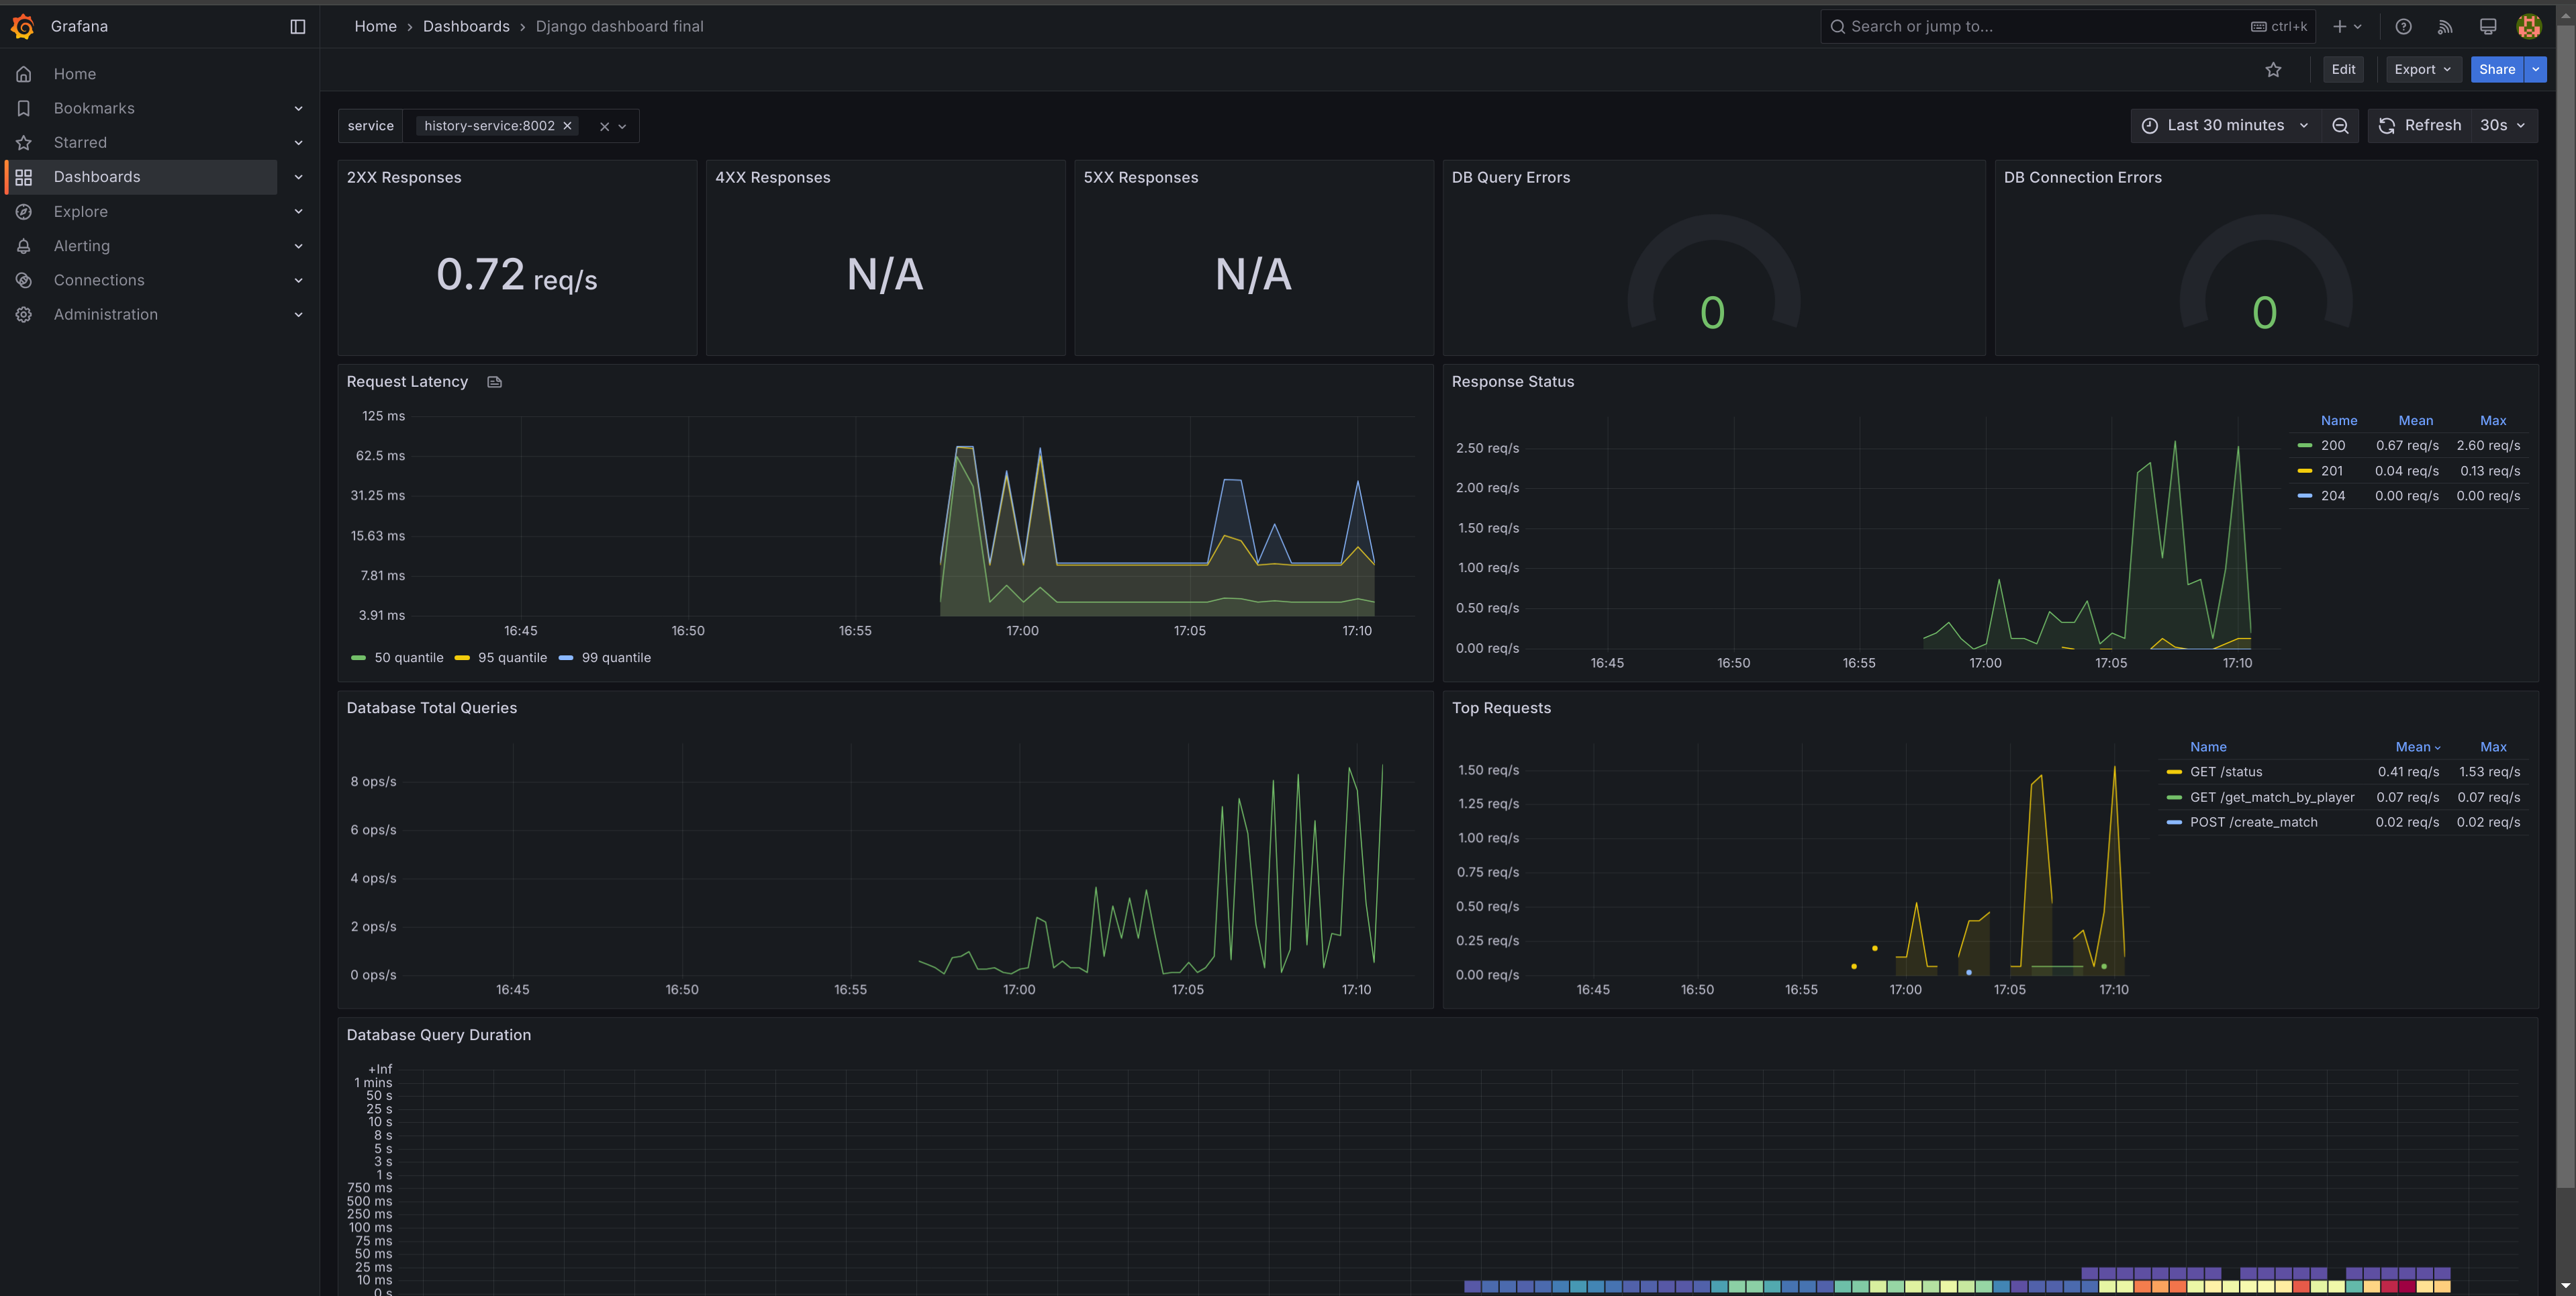 Grafana
Home › Dashboards › Django dashboard final
Search or jump to...
ctrl+k
Home
Bookmarks
Starred
Dashboards
Explore
Alerting
Connections
Administration
Edit
Export
Share
service
history-service:8002
Last 30 minutes
Refresh
30s
2XX Responses
0.72 req/s
4XX Responses
N/A
5XX Responses
N/A
DB Query Errors
0
DB Connection Errors
0
Request Latency
125 ms
62.5 ms
31.25 ms
15.63 ms
7.81 ms
3.91 ms
16:45 16:50 16:55 17:00 17:05 17:10
50 quantile 95 quantile 99 quantile
Response Status
2.50 req/s
2.00 req/s
1.50 req/s
1.00 req/s
0.50 req/s
0.00 req/s
16:45 16:50 16:55 17:00 17:05 17:10
Name Mean Max
200 0.67 req/s 2.60 req/s
201 0.04 req/s 0.13 req/s
204 0.00 req/s 0.00 req/s
Database Total Queries
8 ops/s
6 ops/s
4 ops/s
2 ops/s
0 ops/s
16:45 16:50 16:55 17:00 17:05 17:10
Top Requests
1.50 req/s
1.25 req/s
1.00 req/s
0.75 req/s
0.50 req/s
0.25 req/s
0.00 req/s
16:45 16:50 16:55 17:00 17:05 17:10
Name Mean Max
GET /status 0.41 req/s 1.53 req/s
GET /get_match_by_player 0.07 req/s 0.07 req/s
POST /create_match 0.02 req/s 0.02 req/s
Database Query Duration
+Inf
1 mins
50 s
25 s
10 s
8 s
5 s
3 s
1 s
750 ms
500 ms
250 ms
100 ms
75 ms
50 ms
25 ms
10 ms
0 s